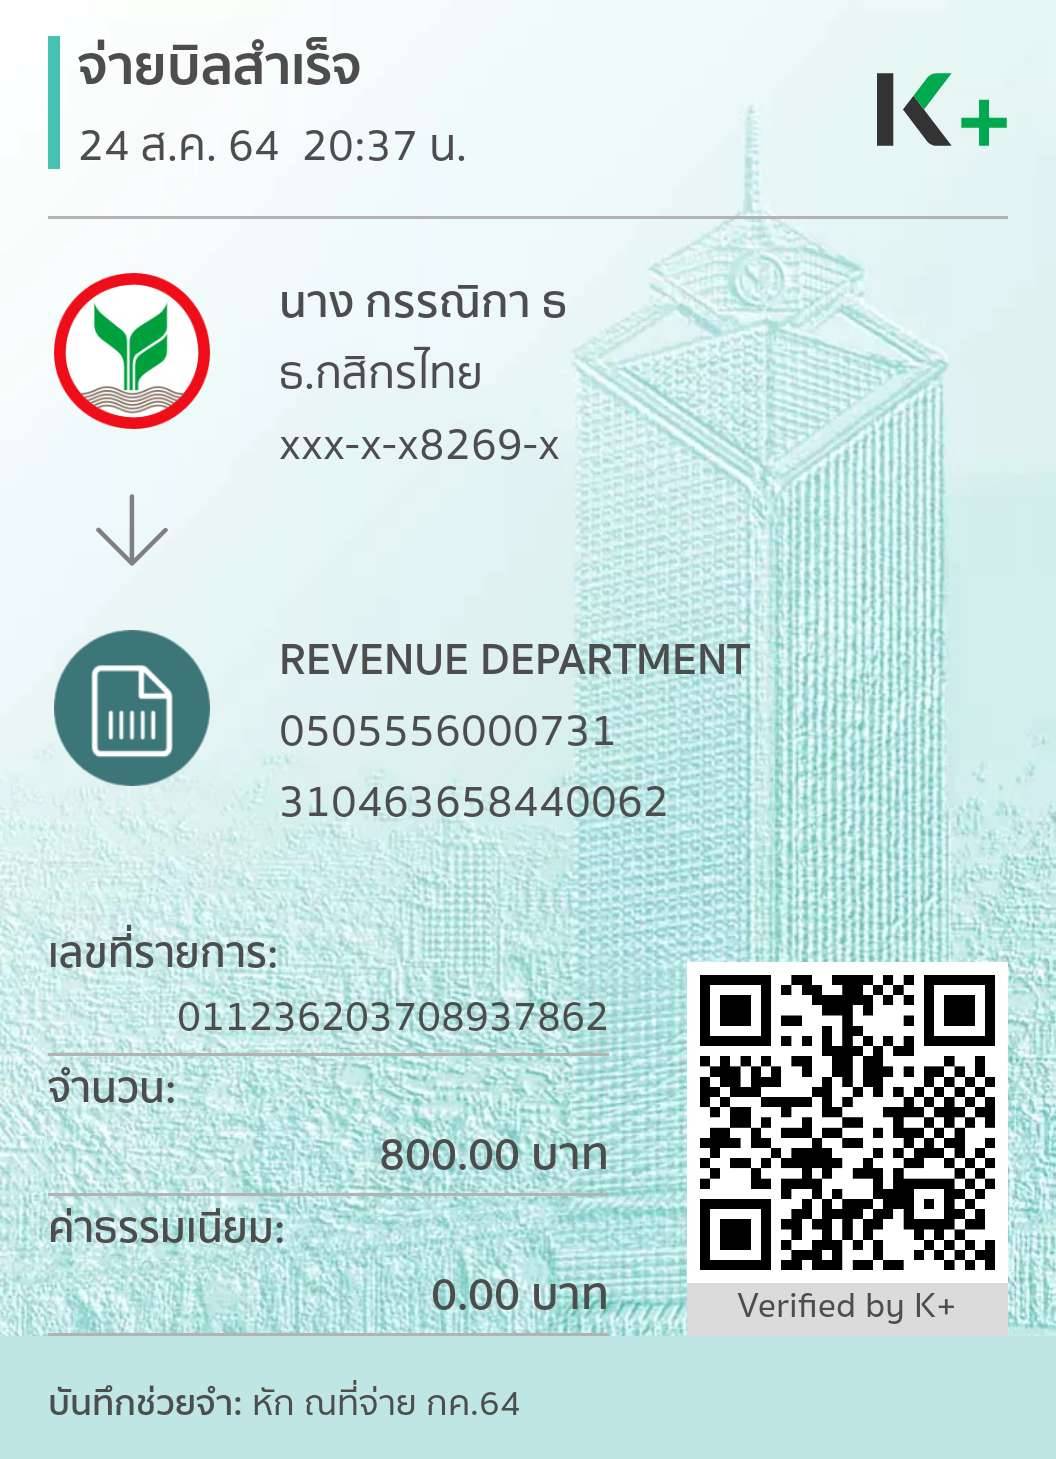 จ่ายบิลสำเร็จ
24 ส.ค. 64 20:37 น.
K+
นาง กรรณิกา ธ
ธ.กสิกรไทย
xxx-x-x8269-x
REVENUE DEPARTMENT
0505556000731
310463658440062
เลขที่รายการ:
011236203708937862
จำนวน:
800.00 บาท
ค่าธรรมเนียม:
0.00 บาท
Verified by K+
บันทึกช่วยจำ: หัก ณที่จ่าย กค.64